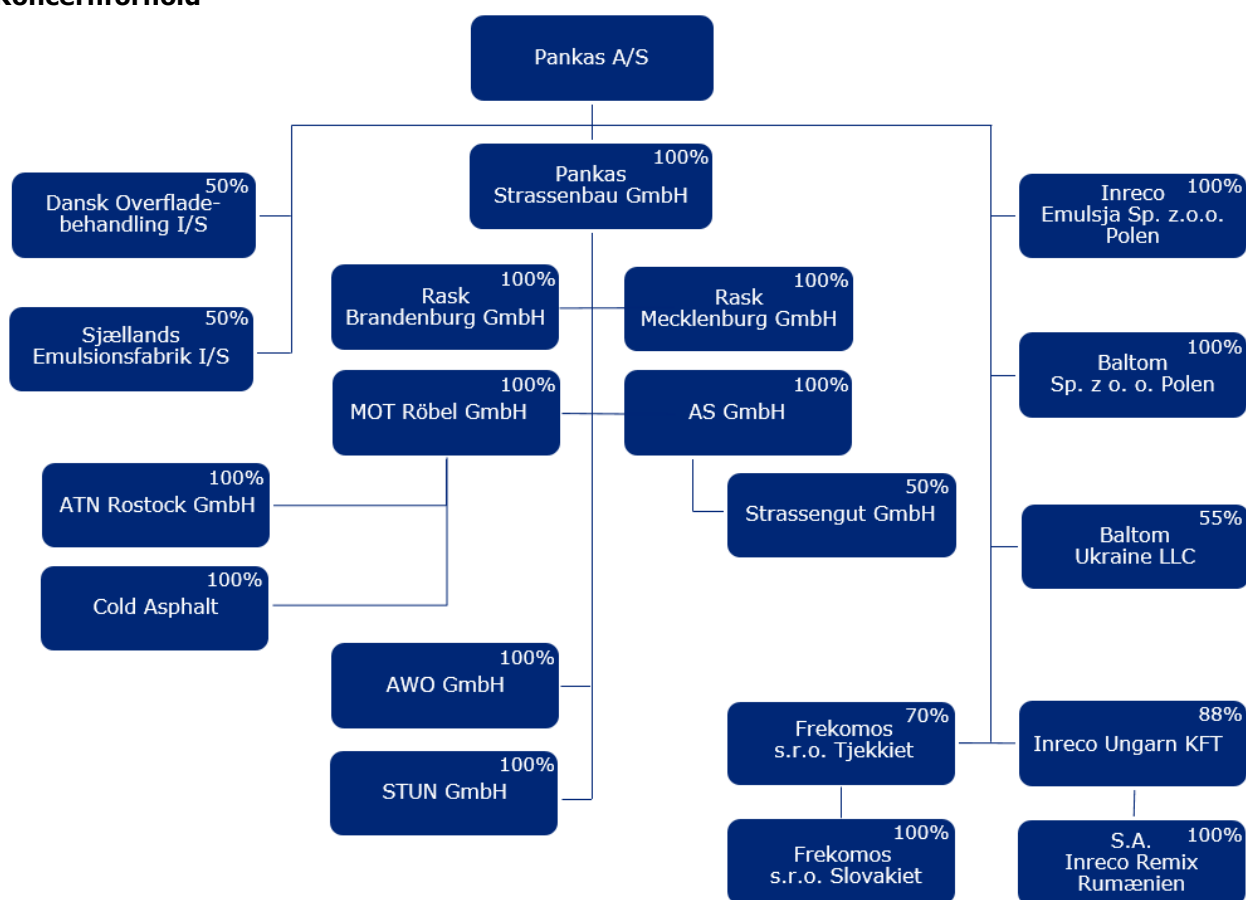 Koncernforhold
Pankas A/S
100%
Pankas
Strassenbau GmbH
50%
Dansk Overflade-
behandling I/S
100%
Inreco
Emulsja Sp. z.o.o.
Polen
100%
Rask
Brandenburg GmbH
100%
Rask
Mecklenburg GmbH
50%
Sjællands
Emulsionsfabrik I/S
100%
Baltom
Sp. z o. o. Polen
100%
MOT Röbel GmbH
100%
AS GmbH
100%
ATN Rostock GmbH
50%
Strassengut GmbH
55%
Baltom
Ukraine LLC
100%
Cold Asphalt
100%
AWO GmbH
70%
Frekomos
s.r.o. Tjekkiet
88%
Inreco Ungarn KFT
100%
STUN GmbH
100%
Frekomos
s.r.o. Slovakiet
100%
S.A.
Inreco Remix
Rumænien